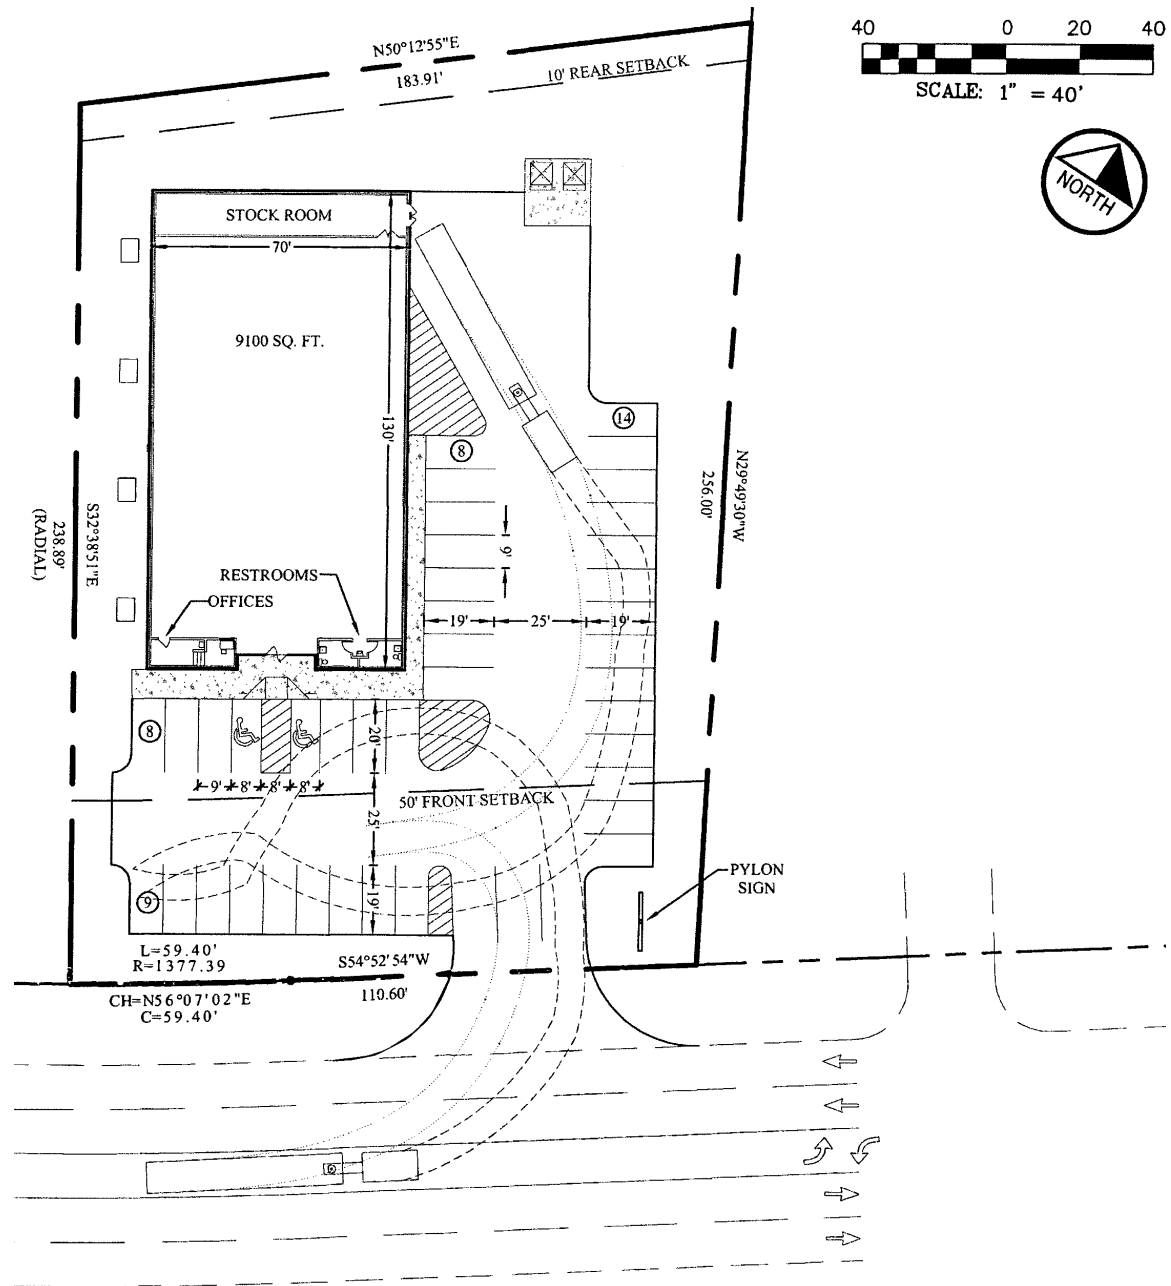 40 0 20 40
SCALE: 1" = 40'
NORTH
N50°12'55"E
183.91'
10' REAR SETBACK
STOCK ROOM
70'
9100 SQ. FT.
130'
14
8
9'
N29°49'30"W
256.00'
S32°38'51"E
238.89'
(RADIAL)
RESTROOMS
OFFICES
19' 25' 19'
8
20'
9' 8' 8' 8'
50' FRONT SETBACK
25'
PYLON
SIGN
9
19'
L=59.40'
R=1377.39
S54°52'54"W
110.60'
CH=N56°07'02"E
C=59.40'